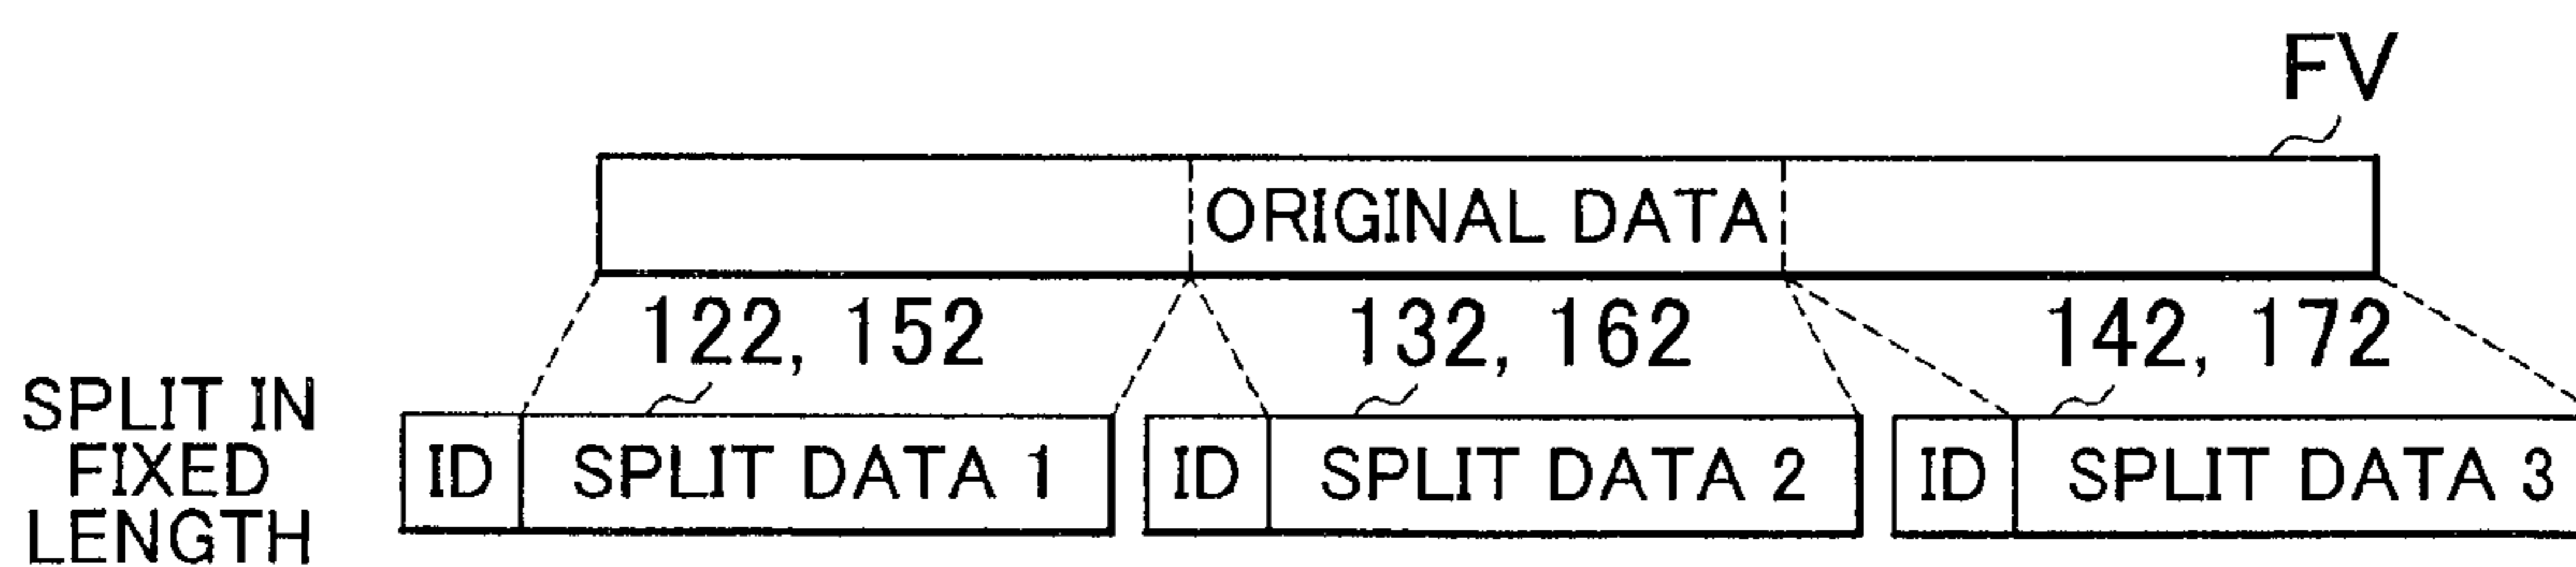 FV
ORIGINAL DATA
122, 152
132, 162
142, 172
SPLIT IN
FIXED
LENGTH
ID
SPLIT DATA 1
ID
SPLIT DATA 2
ID
SPLIT DATA 3